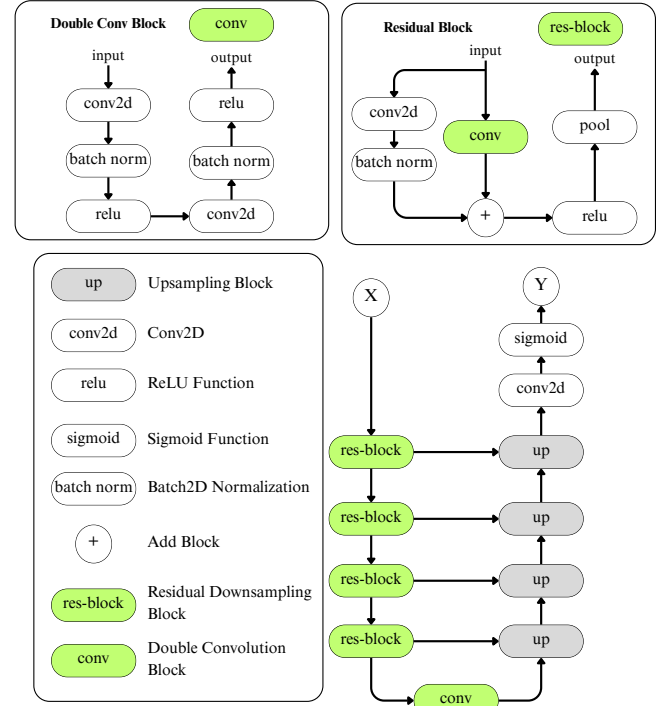 Double Conv Block
conv
input
output
conv2d
relu
batch norm
batch norm
relu
conv2d
Residual Block
res-block
input
output
conv2d
conv
pool
batch norm
+
relu
up
Upsampling Block
conv2d
Conv2D
relu
ReLU Function
sigmoid
Sigmoid Function
batch norm
Batch2D Normalization
+
Add Block
res-block
Residual Downsampling
Block
conv
Double Convolution
Block
X
Y
sigmoid
conv2d
res-block
up
res-block
up
res-block
up
res-block
up
conv